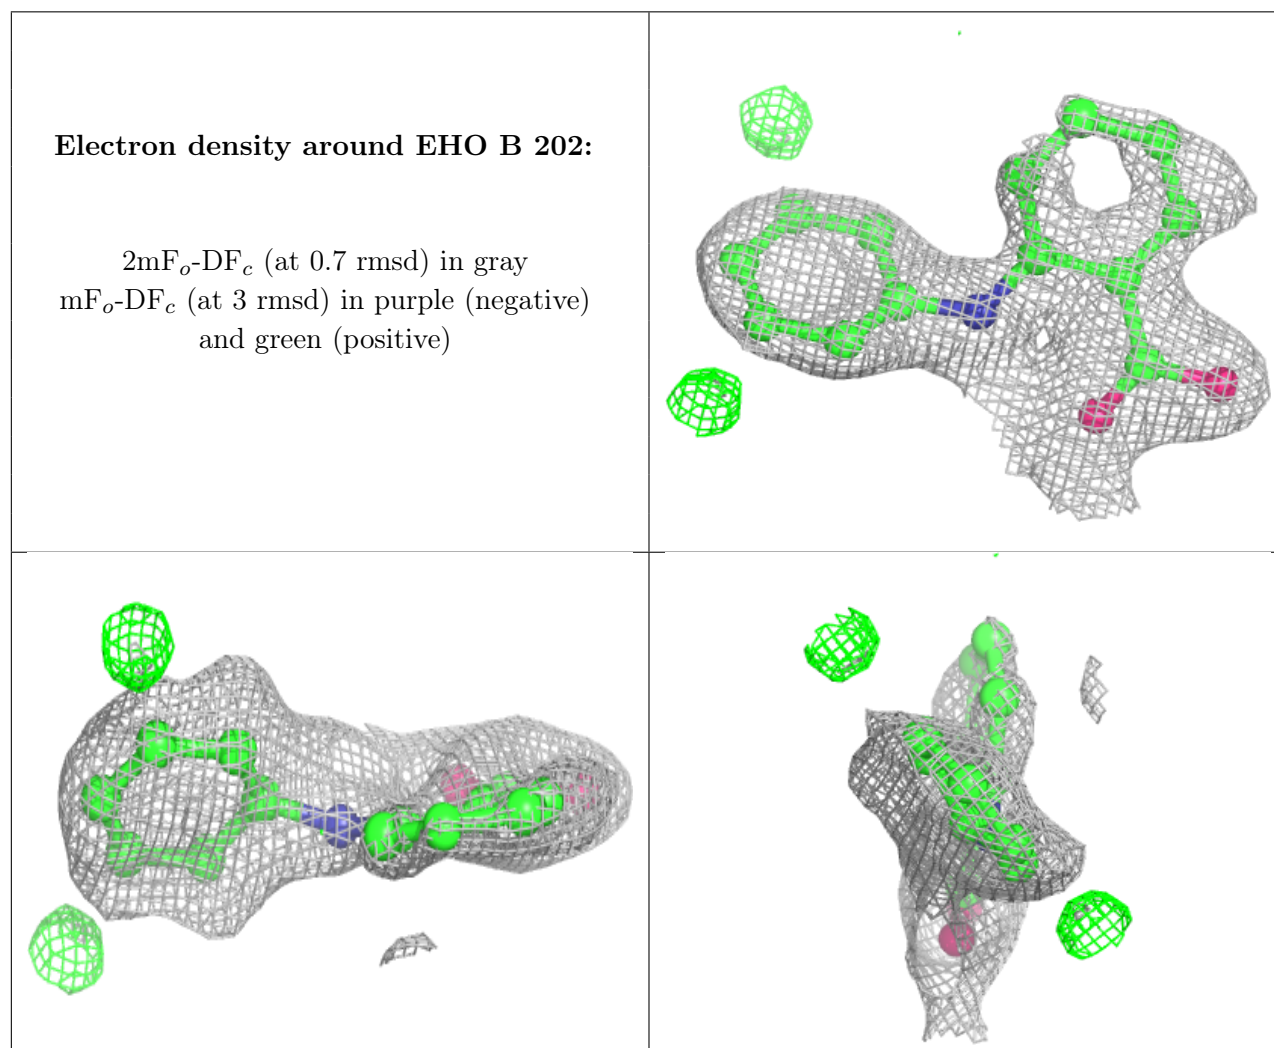 Electron density around EHO B 202:
2mFₒ-DF𝒸 (at 0.7 rmsd) in gray
mFₒ-DF𝒸 (at 3 rmsd) in purple (negative)
and green (positive)